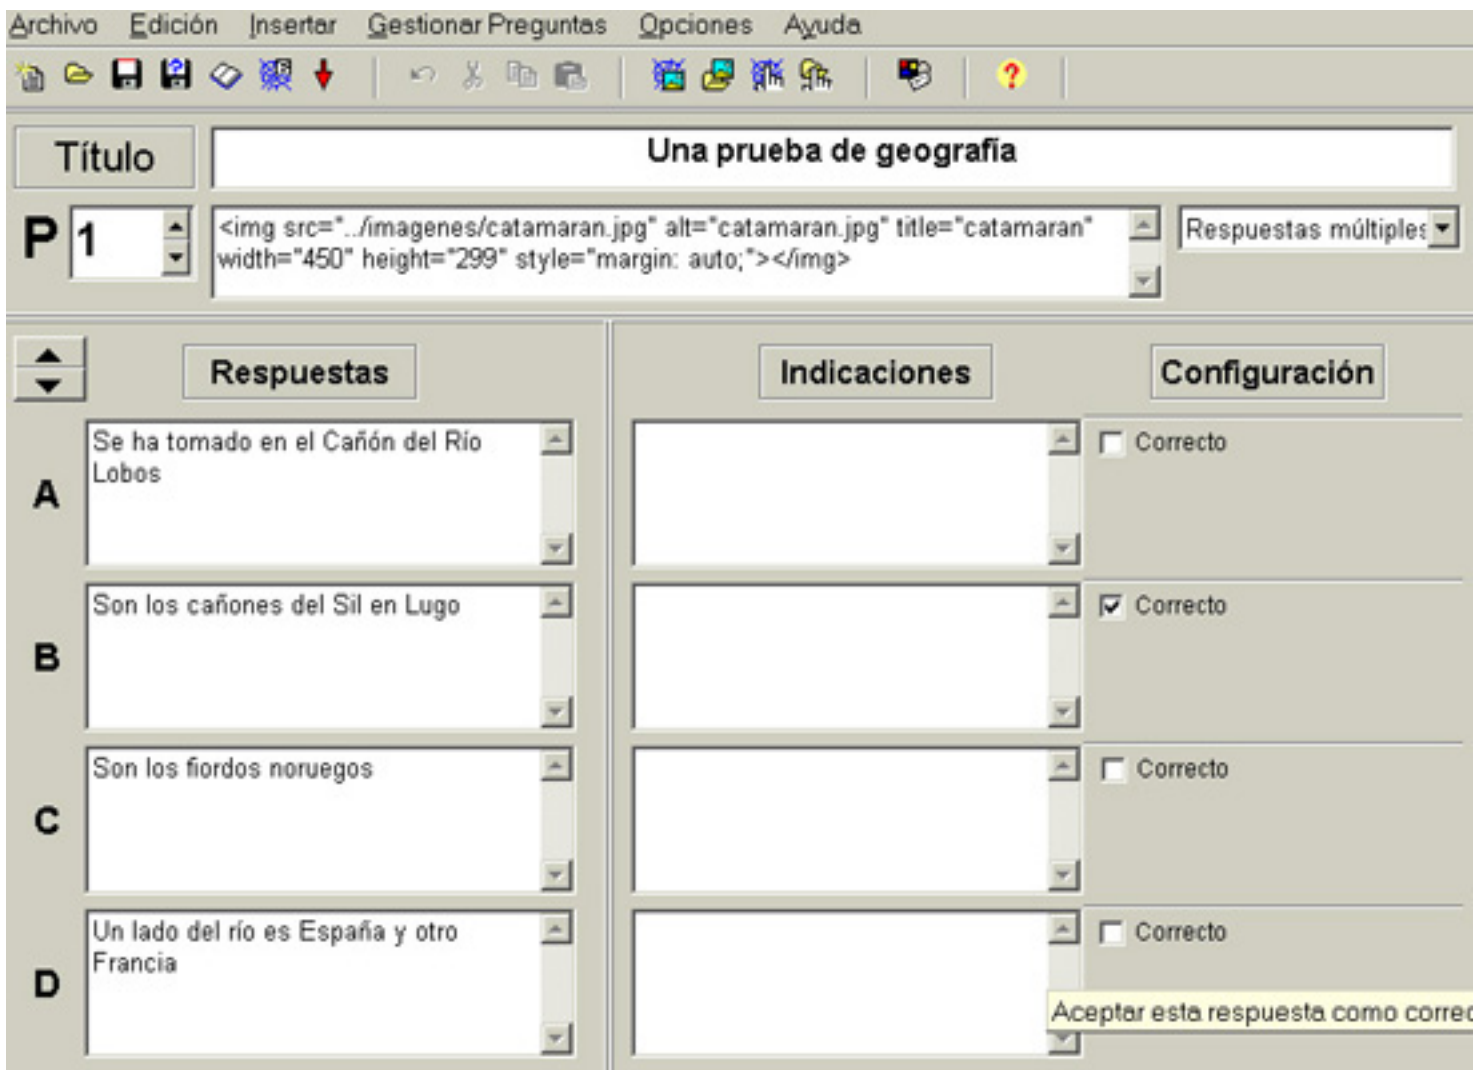 Archivo Edición Insertar Gestionar Preguntas Opciones Ayuda
Título
Una prueba de geografía
P 1
<img src="../imagenes/catamaran.jpg" alt="catamaran.jpg" title="catamaran"
width="450" height="299" style="margin: auto;"></img>
Respuestas múltiples
Respuestas
Indicaciones
Configuración
A
Se ha tomado en el Cañón del Río
Lobos
Correcto
B
Son los cañones del Sil en Lugo
Correcto
C
Son los fiordos noruegos
Correcto
D
Un lado del río es España y otro
Francia
Correcto
Aceptar esta respuesta como correc